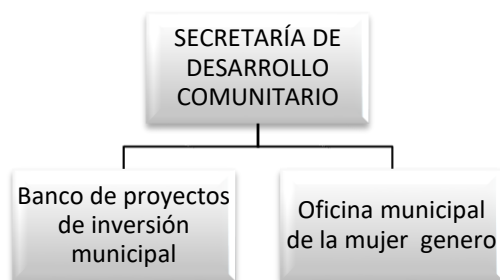 SECRETARÍA DE
DESARROLLO
COMUNITARIO
Banco de proyectos
de inversión
municipal
Oficina municipal
de la mujer  genero